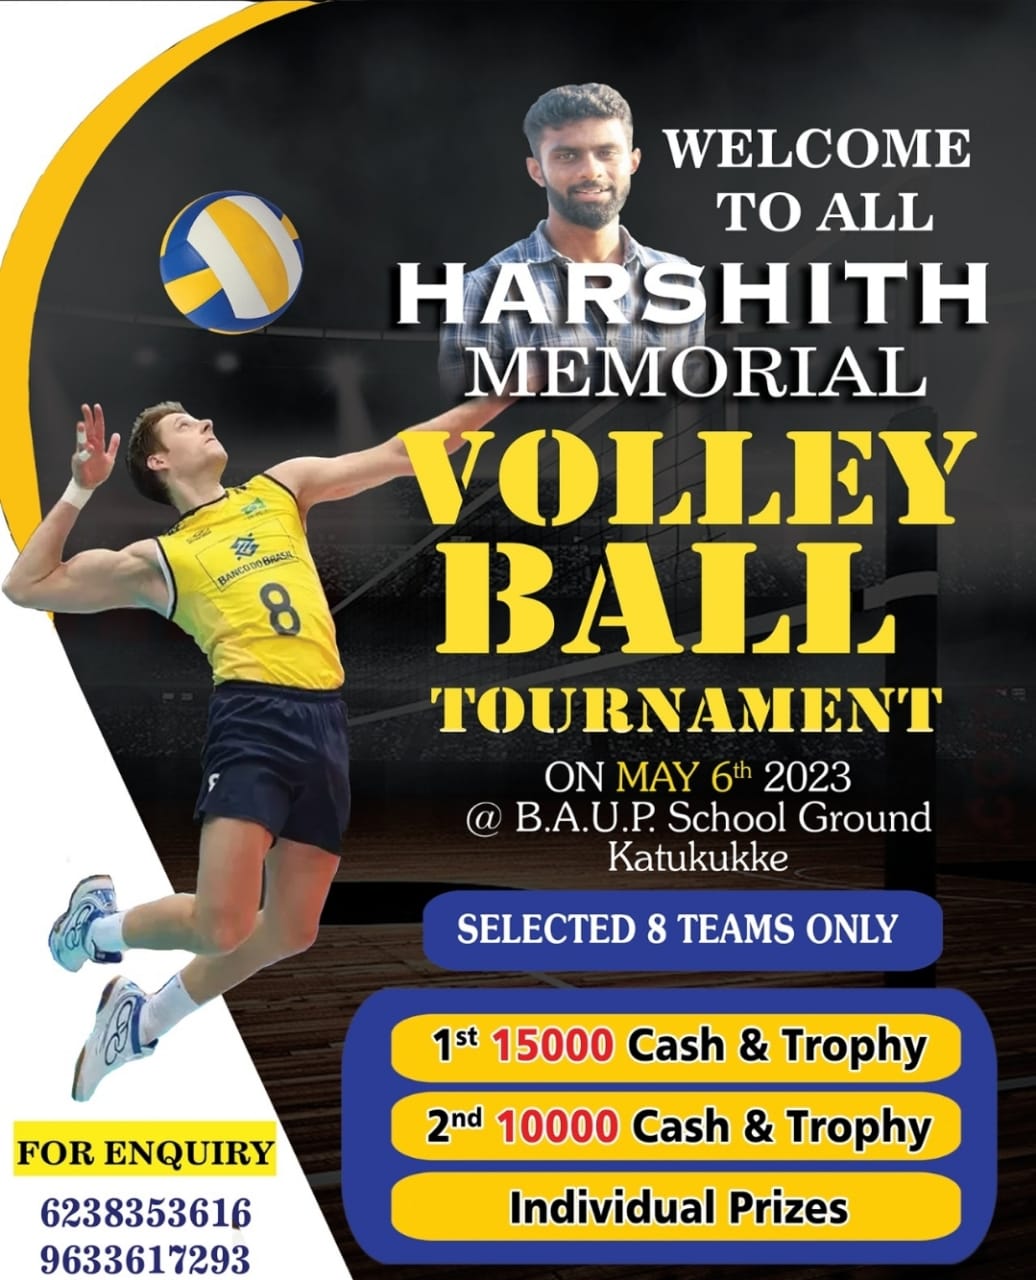 WELCOME
TO ALL
HARSHITH
MEMORIAL
VOLLEY
BALL
TOURNAMENT
ON MAY 6th 2023
@ B.A.U.P. School Ground
Katukukke
SELECTED 8 TEAMS ONLY
1st 15000 Cash & Trophy
2nd 10000 Cash & Trophy
Individual Prizes
BANCO DO BRASIL
8
FOR ENQUIRY
6238353616
9633617293